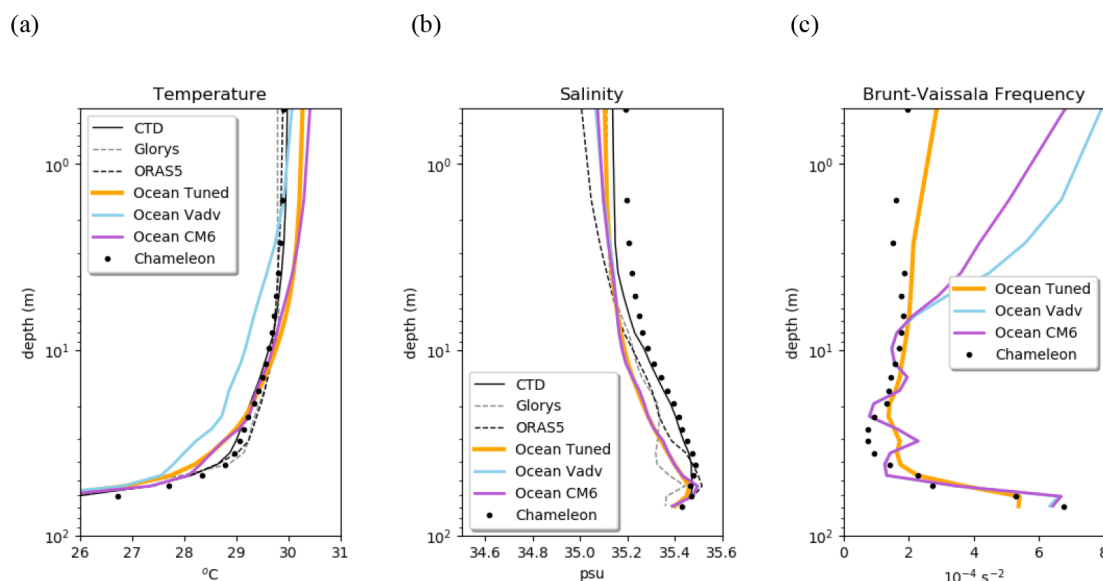 (a)
(b)
(c)
Temperature
CTD
Glorys
ORAS5
Ocean Tuned
Ocean Vadv
Ocean CM6
Chameleon
depth (m)
10⁰
10¹
10²
26 27 28 29 30 31
°C
Salinity
CTD
Glorys
ORAS5
Ocean Tuned
Ocean Vadv
Ocean CM6
Chameleon
depth (m)
10⁰
10¹
10²
34.6 34.8 35.0 35.2 35.4 35.6
psu
Brunt-Vaissala Frequency
Ocean Tuned
Ocean Vadv
Ocean CM6
Chameleon
depth (m)
10⁰
10¹
10²
0 2 4 6 8
10⁻⁴ s⁻²